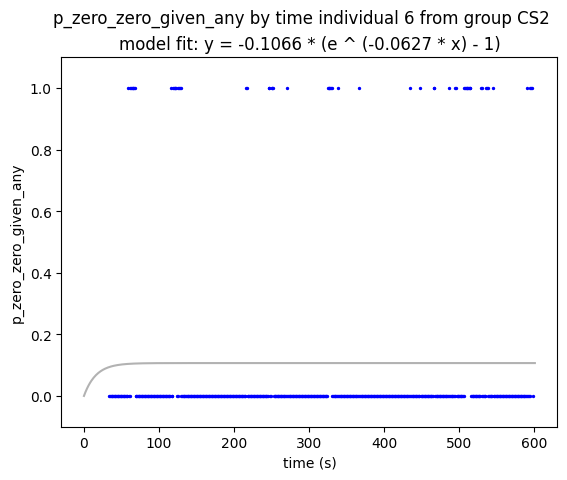 p_zero_zero_given_any by time individual 6 from group CS2
model fit: y = -0.1066 * (e ^ (-0.0627 * x) - 1)
p_zero_zero_given_any
1.0
0.8
0.6
0.4
0.2
0.0
0 100 200 300 400 500 600
time (s)